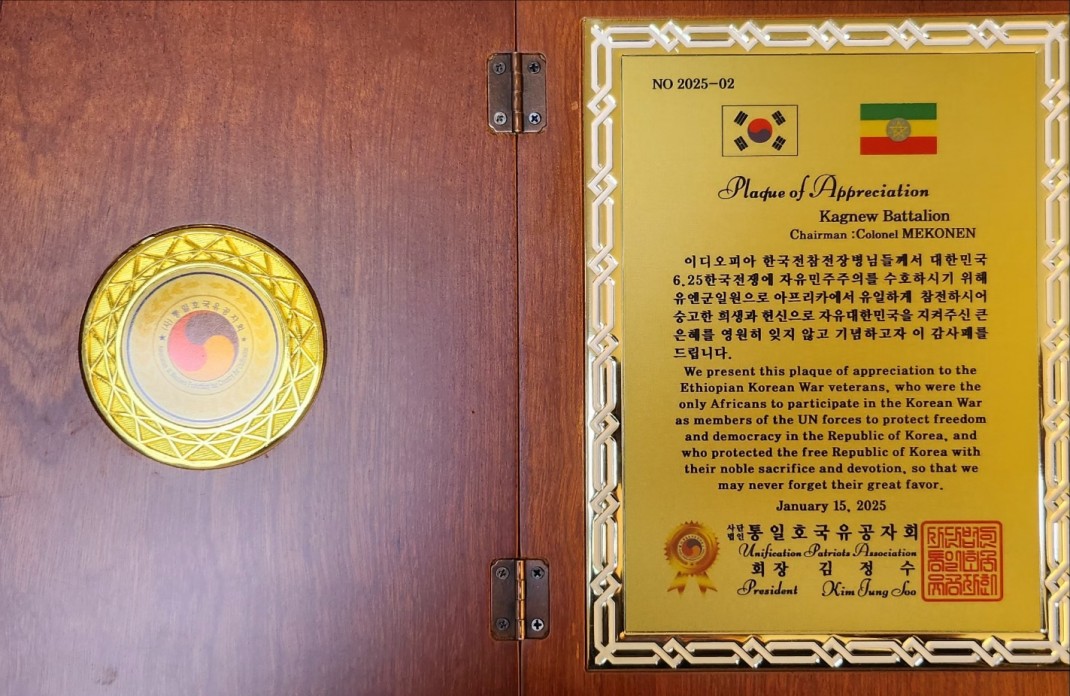 (사)통일호국유공자회
NO 2025-02
Plaque of Appreciation
Kagnew Battalion
Chairman :Colonel MEKONEN
이디오피아 한국전참전장병님들께서 대한민국
6.25한국전쟁에 자유민주주의를 수호하시기 위해
유엔군일원으로 아프리카에서 유일하게 참전하시어
숭고한 희생과 헌신으로 자유대한민국을 지켜주신 큰
은혜를 영원히 잊지 않고 기념하고자 이 감사패를
드립니다.
We present this plaque of appreciation to the
Ethiopian Korean War veterans, who were the
only Africans to participate in the Korean War
as members of the UN forces to protect freedom
and democracy in the Republic of Korea, and
who protected the free Republic of Korea with
their noble sacrifice and devotion, so that we
may never forget their great favor.
January 15, 2025
사단법인 통일호국유공자회
Unification Patriots Association
회장 김 정 수
President Kim Jung Soo